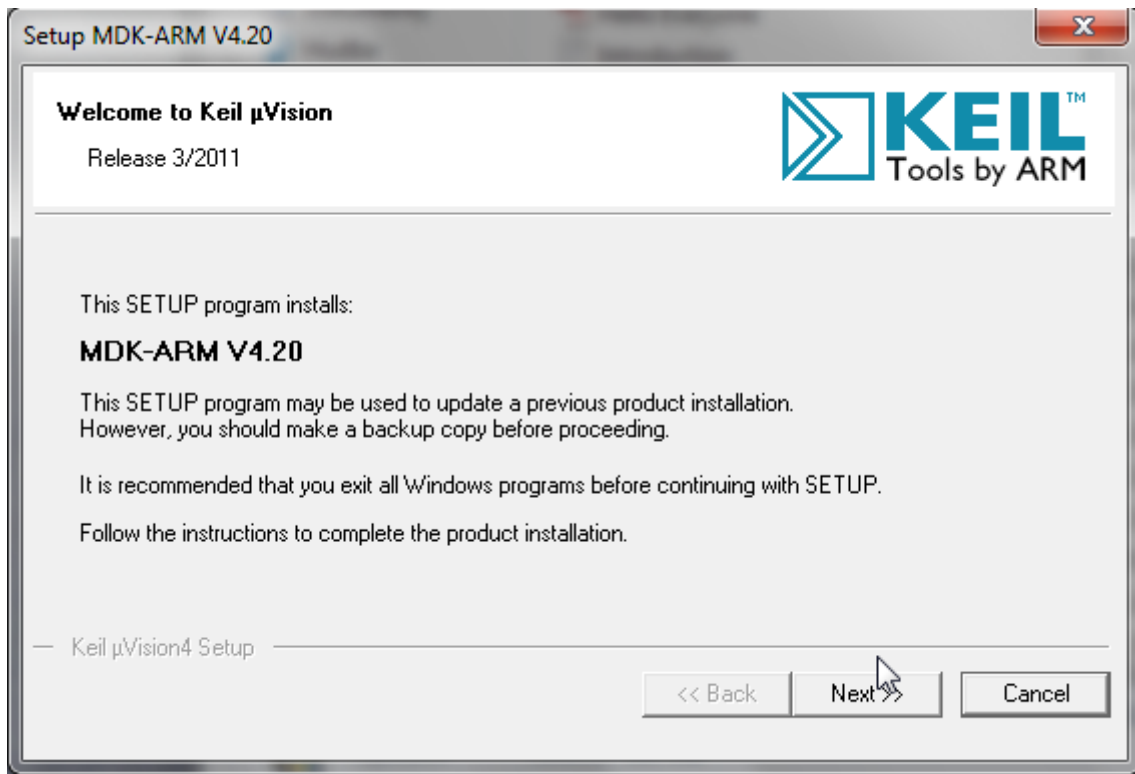 Setup MDK-ARM V4.20
Welcome to Keil µVision
Release 3/2011
KEIL™
Tools by ARM
This SETUP program installs:
MDK-ARM V4.20
This SETUP program may be used to update a previous product installation.
However, you should make a backup copy before proceeding.
It is recommended that you exit all Windows programs before continuing with SETUP.
Follow the instructions to complete the product installation.
Keil µVision4 Setup
<< Back
Next >>
Cancel